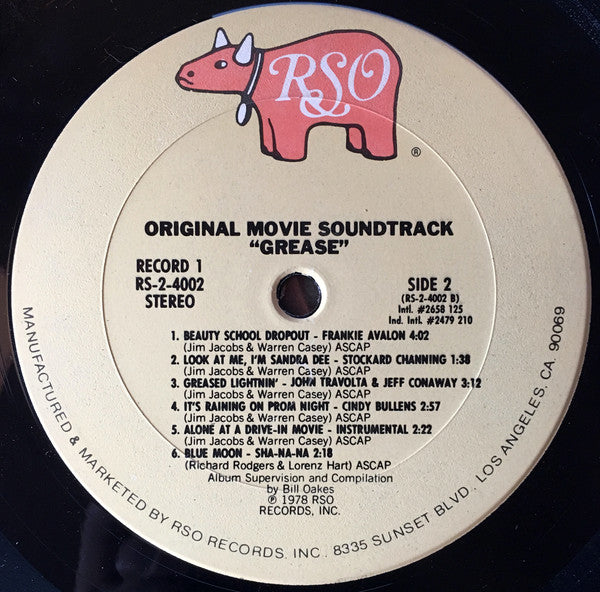 RSO
®
ORIGINAL MOVIE SOUNDTRACK
"GREASE"
RECORD 1
RS-2-4002
STEREO
SIDE 2
(RS-2-4002 B)
Intl. #2658 125
Ind. Intl. #2479 210
1. BEAUTY SCHOOL DROPOUT - FRANKIE AVALON 4:02
(Jim Jacobs & Warren Casey) ASCAP
2. LOOK AT ME, I'M SANDRA DEE - STOCKARD CHANNING 1:38
(Jim Jacobs & Warren Casey) ASCAP
3. GREASED LIGHTNIN' - JOHN TRAVOLTA & JEFF CONAWAY 3:12
(Jim Jacobs & Warren Casey) ASCAP
4. IT'S RAINING ON PROM NIGHT - CINDY BULLENS 2:57
(Jim Jacobs & Warren Casey) ASCAP
5. ALONE AT A DRIVE-IN MOVIE - INSTRUMENTAL 2:22
(Jim Jacobs & Warren Casey) ASCAP
6. BLUE MOON - SHA-NA-NA 2:18
(Richard Rodgers & Lorenz Hart) ASCAP
Album Supervision and Compilation
by Bill Oakes
℗ 1978 RSO
RECORDS, INC.
MANUFACTURED & MARKETED BY RSO RECORDS, INC. 8335 SUNSET BLVD. LOS ANGELES, CA. 90069